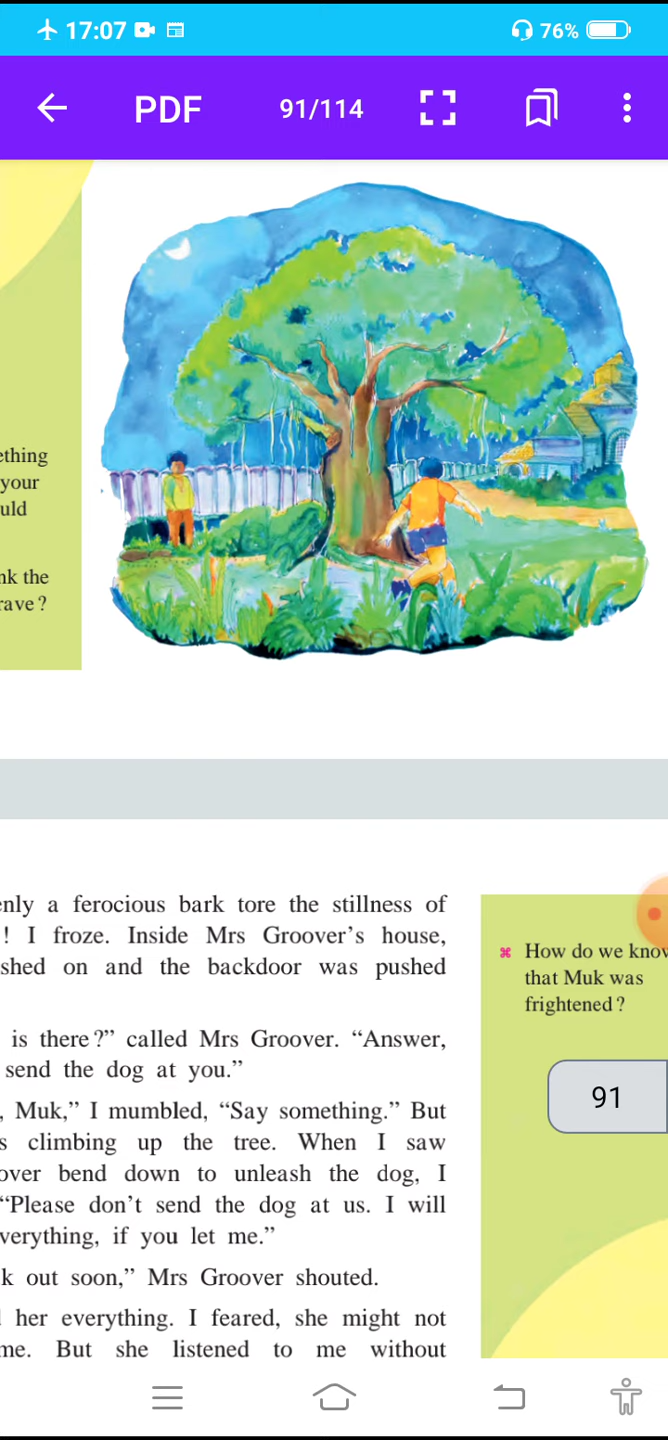 17:07
76%
PDF
91/114
ething
your
uld
nk the
rave?
enly a ferocious bark tore the stillness of
! I froze. Inside Mrs Groover's house,
shed on and the backdoor was pushed
is there?” called Mrs Groover. “Answer,
send the dog at you.”
, Muk,” I mumbled, “Say something.” But
s climbing up the tree. When I saw
over bend down to unleash the dog, I
“Please don’t send the dog at us. I will
verything, if you let me.”
k out soon,” Mrs Groover shouted.
her everything. I feared, she might not
me. But she listened to me without
How do we know
that Muk was
frightened?
91